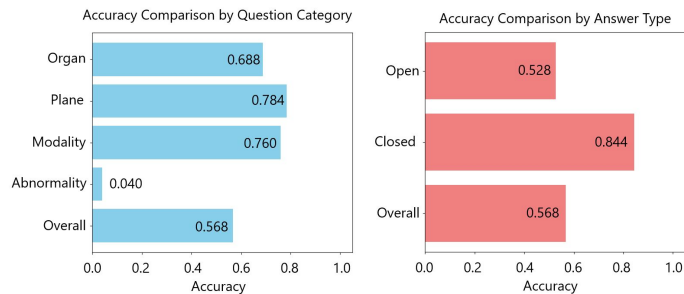 Accuracy Comparison by Question Category
Organ
0.688
Plane
0.784
Modality
0.760
Abnormality
0.040
Overall
0.568
0.0 0.2 0.4 0.6 0.8 1.0
Accuracy
Accuracy Comparison by Answer Type
Open
0.528
Closed
0.844
Overall
0.568
0.0 0.2 0.4 0.6 0.8 1.0
Accuracy